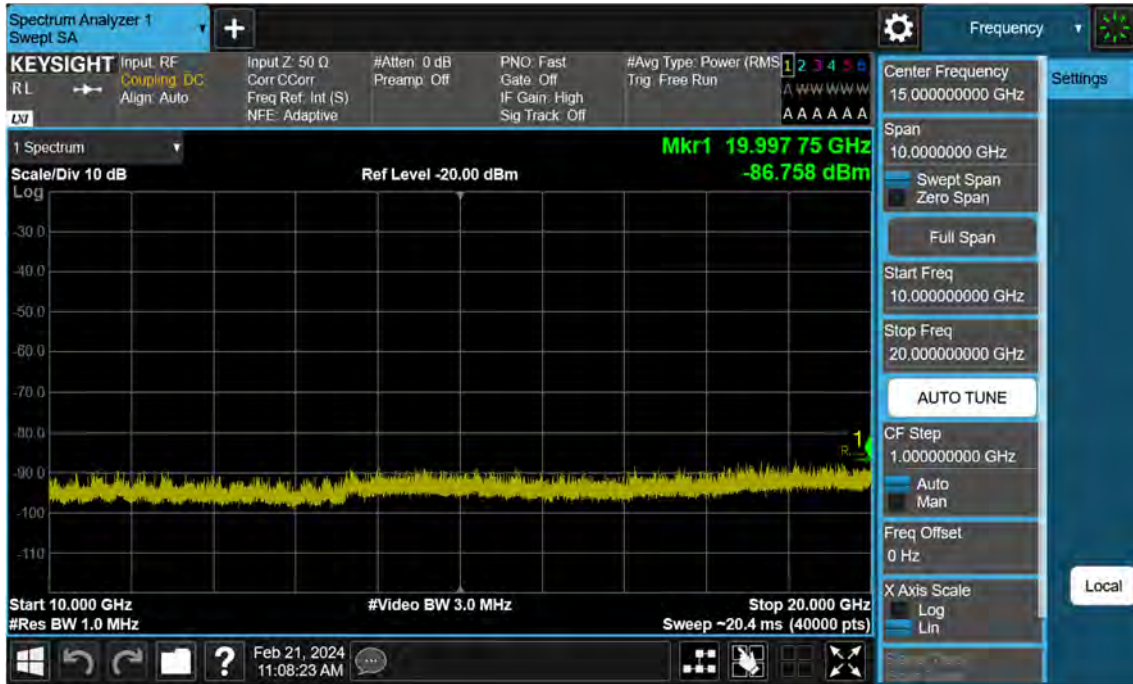 Spectrum Analyzer 1
Swept SA
Frequency
KEYSIGHT
RL
LXI
Input: RF
Coupling: DC
Align: Auto
Input Z: 50 Ω
Corr CCorr
Freq Ref: Int (S)
NFE: Adaptive
#Atten: 0 dB
Preamp: Off
PNO: Fast
Gate: Off
IF Gain: High
Sig Track: Off
#Avg Type: Power (RMS
Trig: Free Run
1 2 3 4 5 6
A W W W W W
A A A A A A
1 Spectrum
Scale/Div 10 dB
Ref Level -20.00 dBm
Mkr1 19.997 75 GHz
-86.758 dBm
Log
-30.0
-40.0
-50.0
-60.0
-70.0
-80.0
-90.0
-100
-110
1
Start 10.000 GHz
#Video BW 3.0 MHz
Stop 20.000 GHz
#Res BW 1.0 MHz
Sweep ~20.4 ms (40000 pts)
Center Frequency
15.000000000 GHz
Settings
Span
10.0000000 GHz
Swept Span
Zero Span
Full Span
Start Freq
10.000000000 GHz
Stop Freq
20.000000000 GHz
AUTO TUNE
CF Step
1.000000000 GHz
Auto
Man
Freq Offset
0 Hz
X Axis Scale
Log
Lin
Local
?
Feb 21, 2024
11:08:23 AM